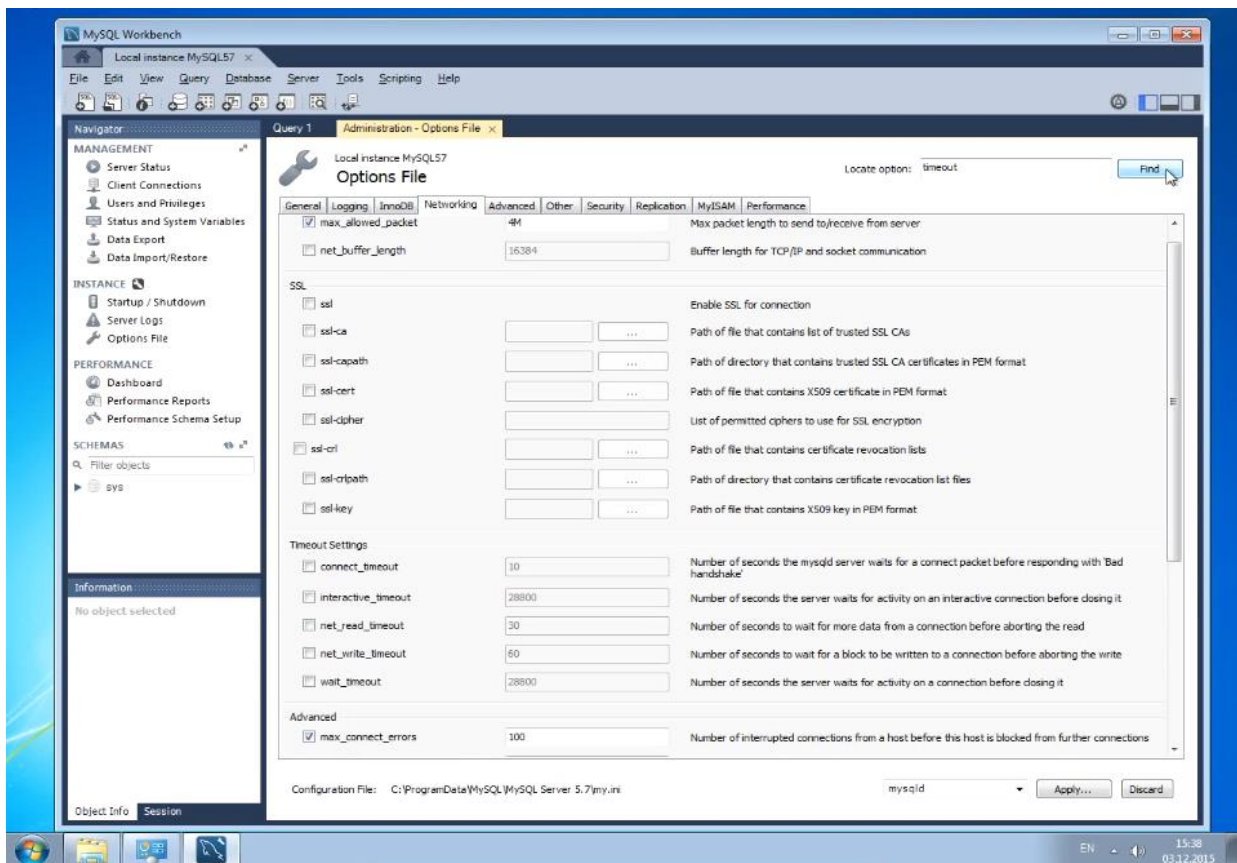 MySQL Workbench
Local instance MySQL57
File Edit View Query Database Server Tools Scripting Help
Navigator
MANAGEMENT
Server Status
Client Connections
Users and Privileges
Status and System Variables
Data Export
Data Import/Restore
INSTANCE
Startup / Shutdown
Server Logs
Options File
PERFORMANCE
Dashboard
Performance Reports
Performance Schema Setup
SCHEMAS
Filter objects
sys
Information
No object selected
Object Info Session
Query 1 Administration - Options File
Local instance MySQL57
Options File
Locate option: timeout Find
General Logging InnoDB Networking Advanced Other Security Replication MyISAM Performance
max_allowed_packet 4M Max packet length to send to/receive from server
net_buffer_length 16384 Buffer length for TCP/IP and socket communication
SSL
ssl Enable SSL for connection
ssl-ca ... Path of file that contains list of trusted SSL CAs
ssl-capath ... Path of directory that contains trusted SSL CA certificates in PEM format
ssl-cert ... Path of file that contains X509 certificate in PEM format
ssl-cipher List of permitted ciphers to use for SSL encryption
ssl-crl ... Path of file that contains certificate revocation lists
ssl-crlpath ... Path of directory that contains certificate revocation list files
ssl-key ... Path of file that contains X509 key in PEM format
Timeout Settings
connect_timeout 10 Number of seconds the mysqld server waits for a connect packet before responding with 'Bad
handshake'
interactive_timeout 28800 Number of seconds the server waits for activity on an interactive connection before closing it
net_read_timeout 30 Number of seconds to wait for more data from a connection before aborting the read
net_write_timeout 60 Number of seconds to wait for a block to be written to a connection before aborting the write
wait_timeout 28800 Number of seconds the server waits for activity on a connection before closing it
Advanced
max_connect_errors 100 Number of interrupted connections from a host before this host is blocked from further connections
Configuration File: C:\ProgramData\MySQL\MySQL Server 5.7\my.ini mysqld Apply... Discard
EN 15:38
03.12.2015